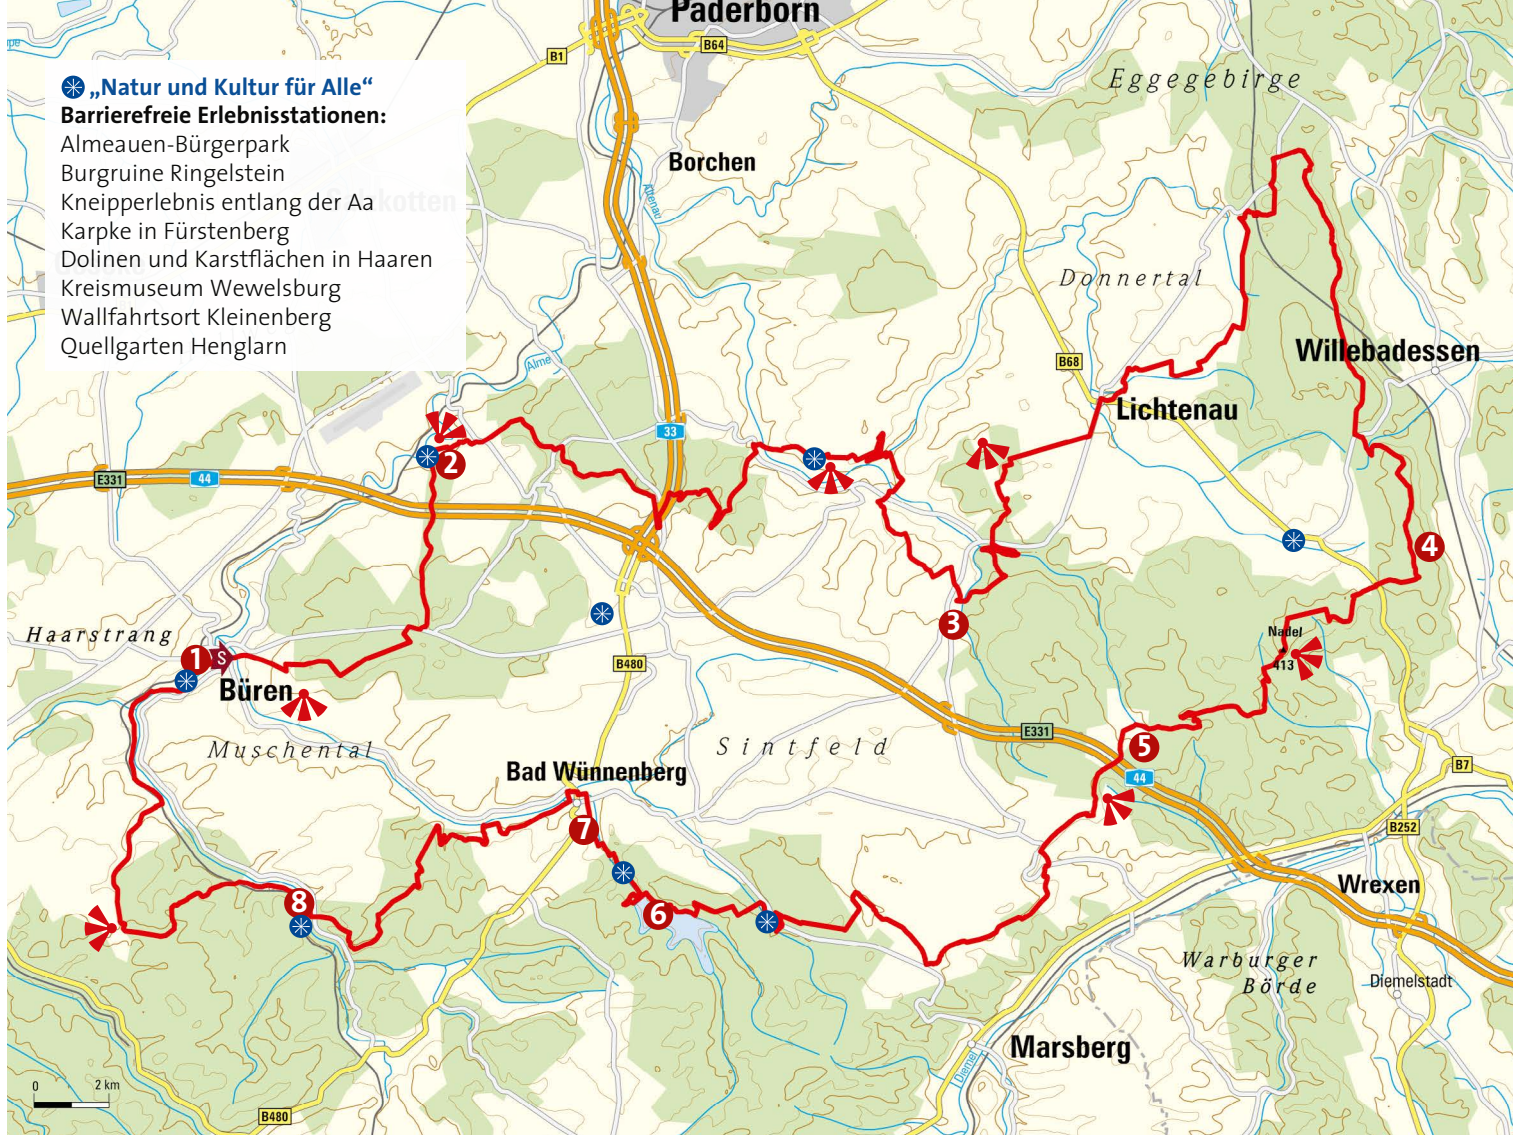 Paderborn
B64
B1
Eggegebirge
„Natur und Kultur für Alle“
Barrierefreie Erlebnisstationen:
Almeauen-Bürgerpark
Burgruine Ringelstein
Kneipperlebnis entlang der Aa
Karpke in Fürstenberg
Dolinen und Karstflächen in Haaren
Kreismuseum Wewelsburg
Wallfahrtsort Kleinenberg
Quellgarten Henglarn
Borchen
Altenau
Donnertal
Alme
B68
Willebadessen
Lichtenau
33
2
E331
44
4
3
Haarstrang
1
S
Büren
B480
Nadel
413
Muschental
Sintfeld
E331
5
44
B7
Bad Wünnenberg
7
B252
Wrexen
8
6
Warburger
Börde
Diemelstadt
Marsberg
Diemel
0 2 km
B480